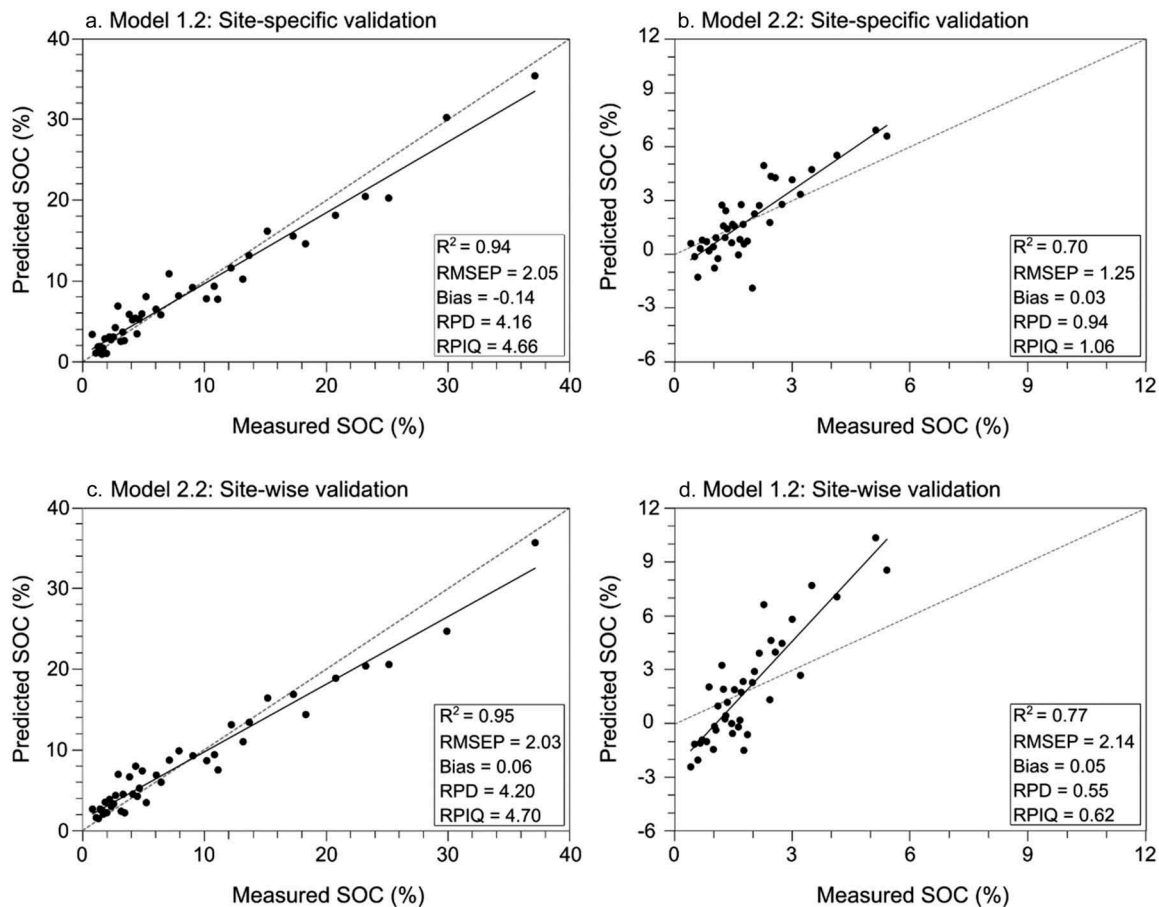 a. Model 1.2: Site-specific validation
40
30
20
10
0
Predicted SOC (%)
R² = 0.94
RMSEP = 2.05
Bias = -0.14
RPD = 4.16
RPIQ = 4.66
0 10 20 30 40
Measured SOC (%)
b. Model 2.2: Site-specific validation
12
9
6
3
0
-3
-6
Predicted SOC (%)
R² = 0.70
RMSEP = 1.25
Bias = 0.03
RPD = 0.94
RPIQ = 1.06
0 3 6 9 12
Measured SOC (%)
c. Model 2.2: Site-wise validation
40
30
20
10
0
Predicted SOC (%)
R² = 0.95
RMSEP = 2.03
Bias = 0.06
RPD = 4.20
RPIQ = 4.70
0 10 20 30 40
Measured SOC (%)
d. Model 1.2: Site-wise validation
12
9
6
3
0
-3
-6
Predicted SOC (%)
R² = 0.77
RMSEP = 2.14
Bias = 0.05
RPD = 0.55
RPIQ = 0.62
0 3 6 9 12
Measured SOC (%)